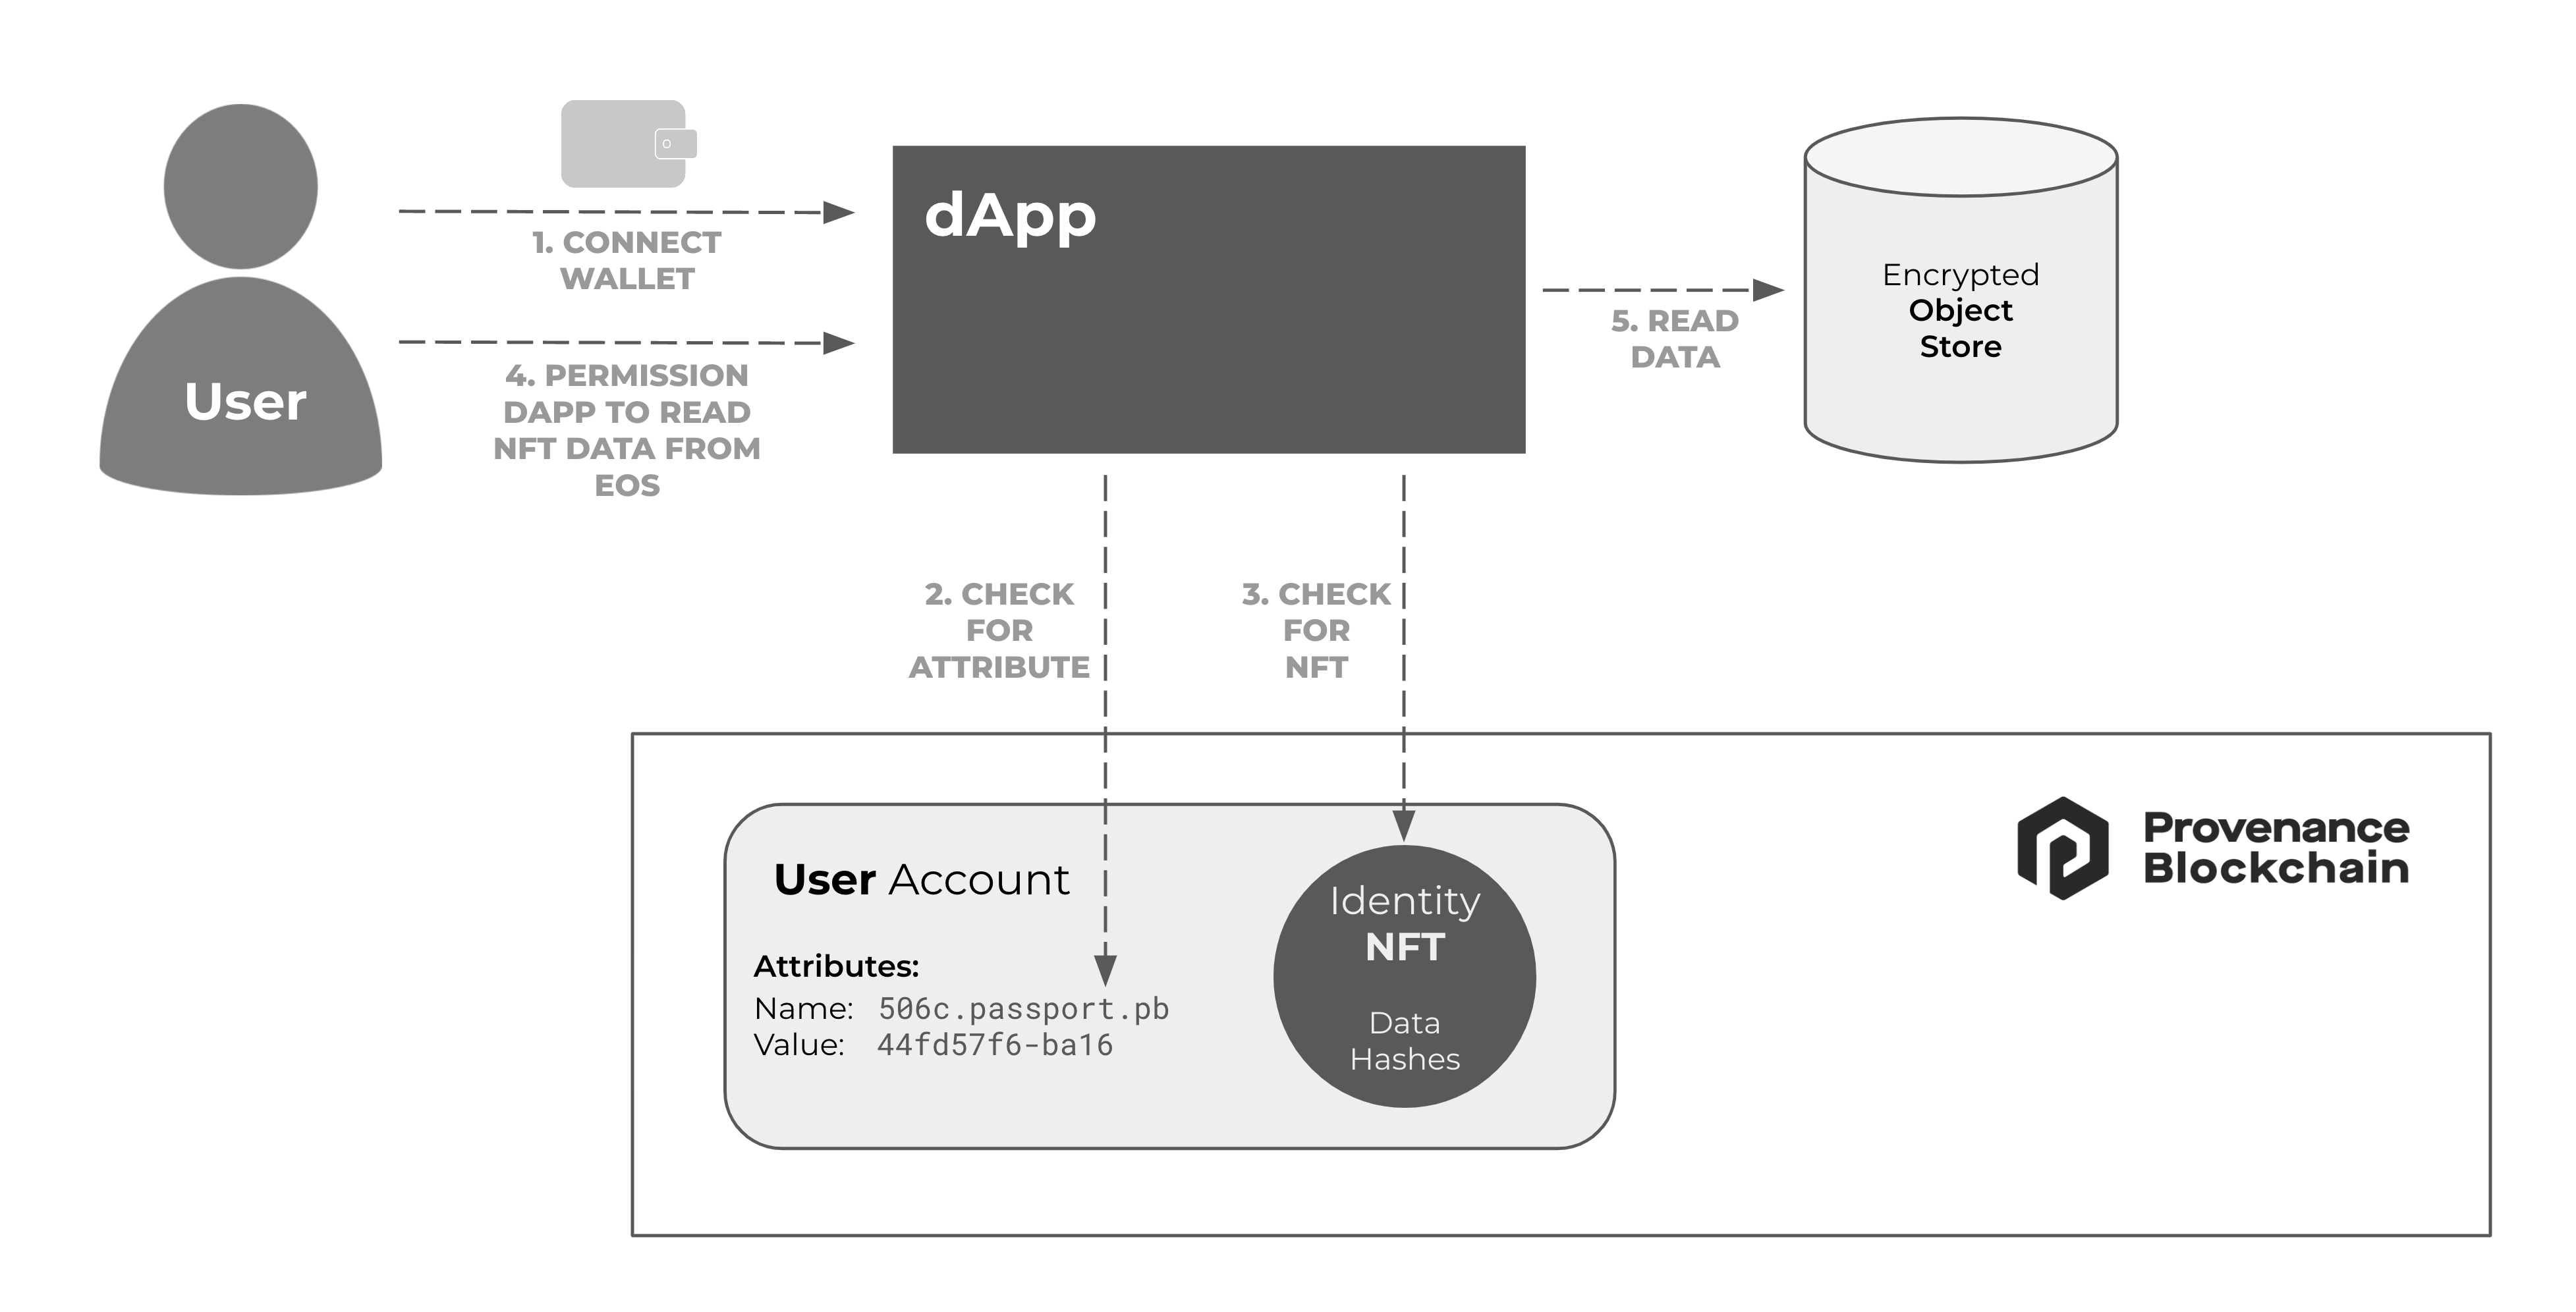 User
1. CONNECT
WALLET
4. PERMISSION
DAPP TO READ
NFT DATA FROM
EOS
dApp
5. READ
DATA
Encrypted
Object
Store
2. CHECK
FOR
ATTRIBUTE
3. CHECK
FOR
NFT
User Account
Attributes:
Name: 506c.passport.pb
Value: 44fd57f6-ba16
Identity
NFT
Data
Hashes
Provenance
Blockchain